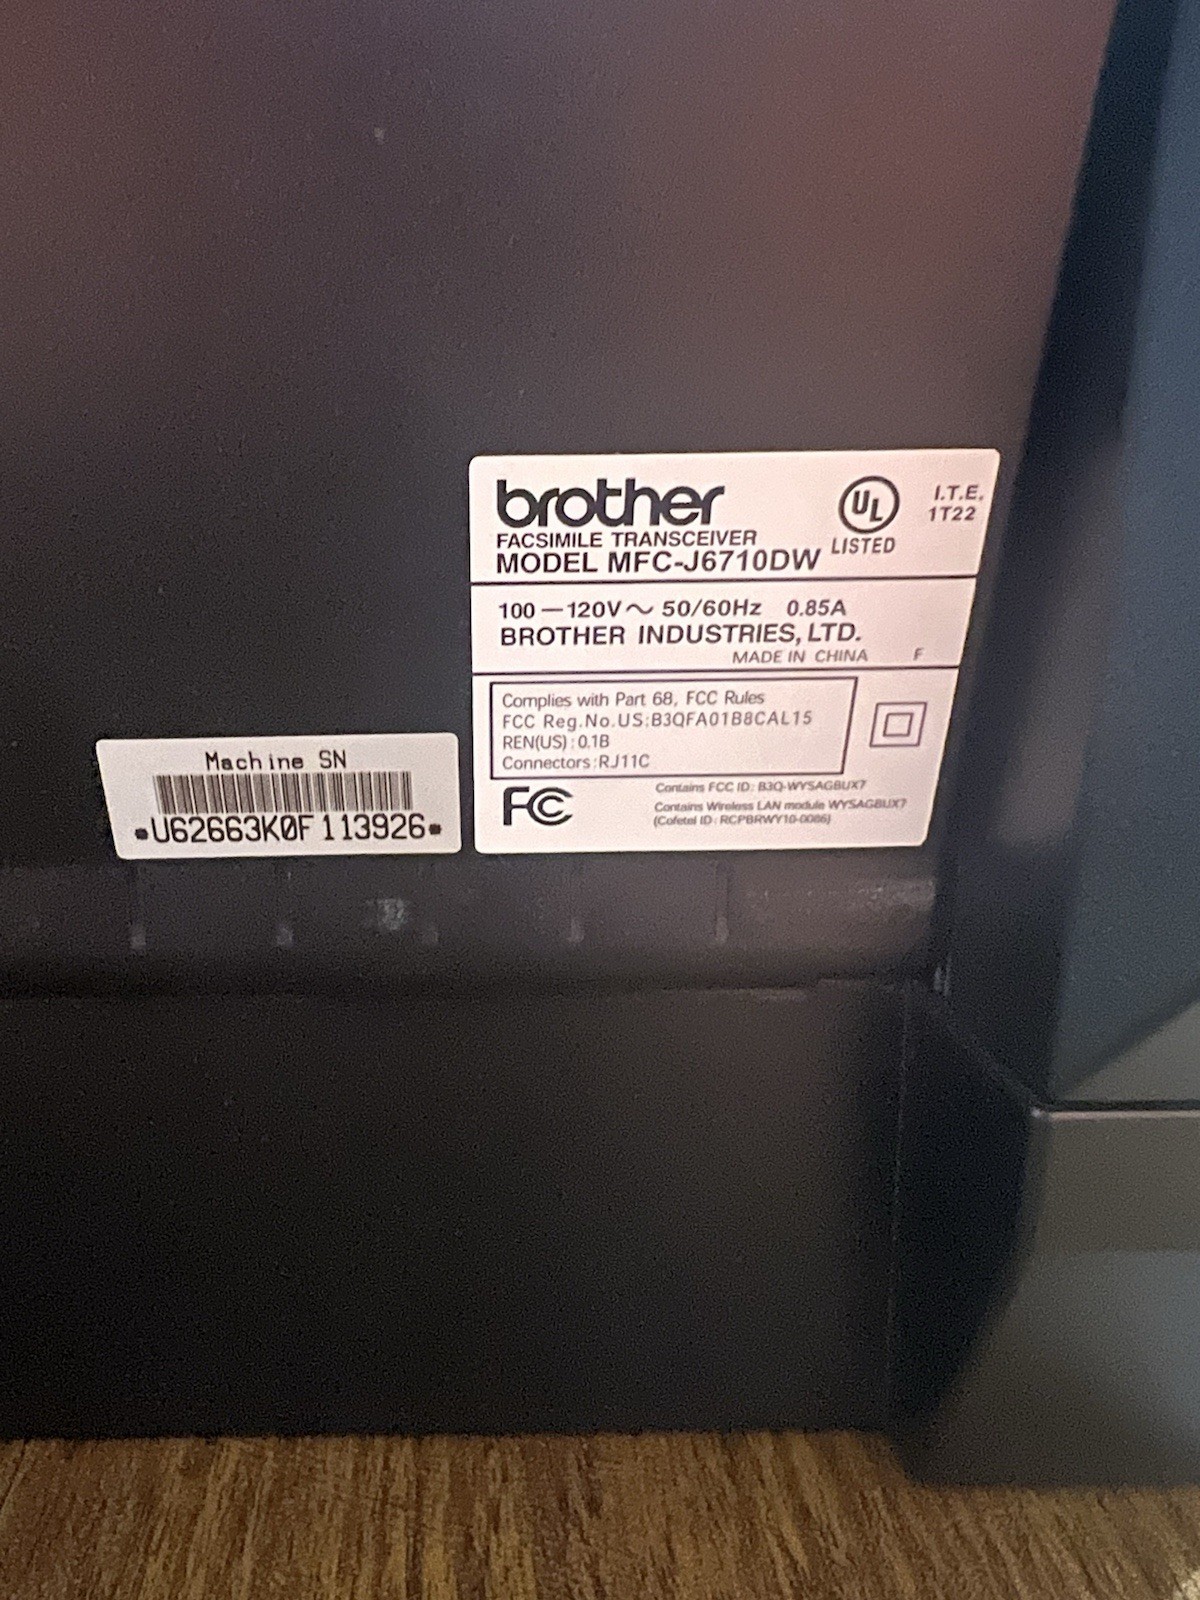 brother
UL
LISTED
I.T.E.
1T22
FACSIMILE TRANSCEIVER
MODEL MFC-J6710DW
100—120V～ 50/60Hz 0.85A
BROTHER INDUSTRIES, LTD.
MADE IN CHINA F
Complies with Part 68, FCC Rules
FCC Reg.No.US:B3QFA01B8CAL15
REN(US):0.1B
Connectors:RJ11C
FC
Contains FCC ID: B3Q-WYSAGBUX7
Contains Wireless LAN module WYSAGBUX7
(Cofetel ID: RCPBRWY10-0086)
Machine SN
*U62663K0F113926*